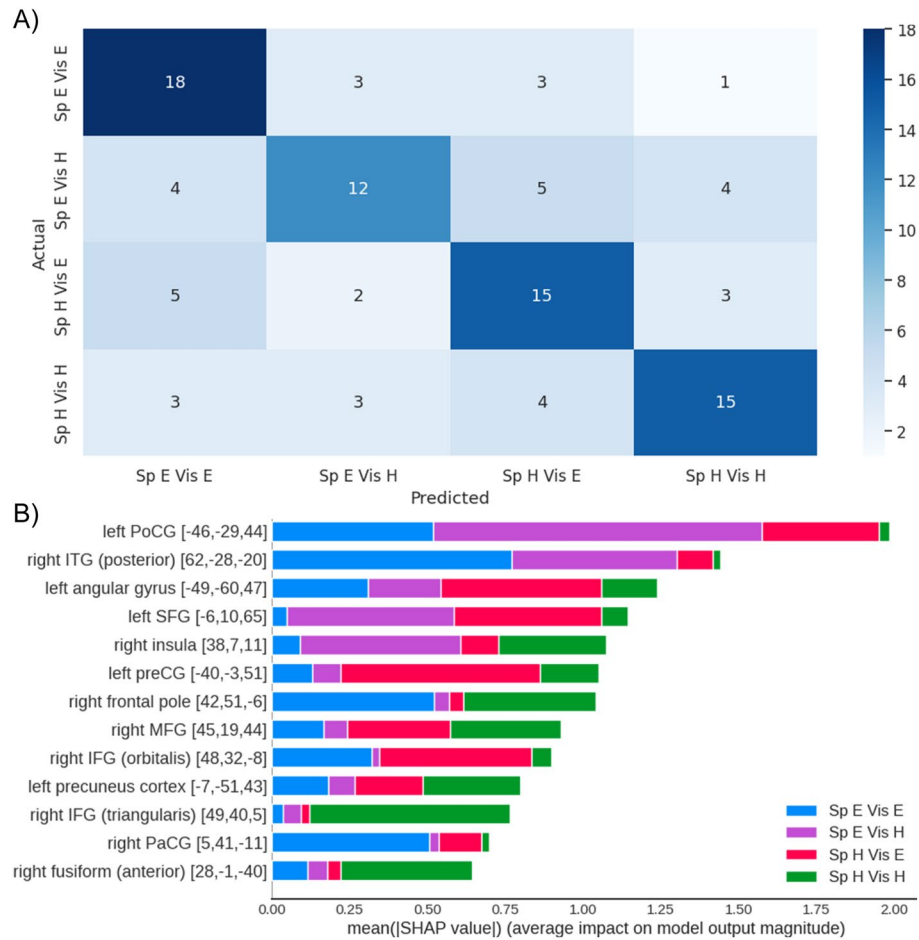 A)
18 3 3 1
4 12 5 4
5 2 15 3
3 3 4 15
Sp E Vis E
Sp E Vis H
Sp H Vis E
Sp H Vis H
Actual
Sp E Vis E Sp E Vis H Sp H Vis E Sp H Vis H
Predicted
18
16
14
12
10
8
6
4
2
B)
left PoCG [-46,-29,44]
right ITG (posterior) [62,-28,-20]
left angular gyrus [-49,-60,47]
left SFG [-6,10,65]
right insula [38,7,11]
left preCG [-40,-3,51]
right frontal pole [42,51,-6]
right MFG [45,19,44]
right IFG (orbitalis) [48,32,-8]
left precuneus cortex [-7,-51,43]
right IFG (triangularis) [49,40,5]
right PaCG [5,41,-11]
right fusiform (anterior) [28,-1,-40]
Sp E Vis E
Sp E Vis H
Sp H Vis E
Sp H Vis H
0.00 0.25 0.50 0.75 1.00 1.25 1.50 1.75 2.00
mean(|SHAP value|) (average impact on model output magnitude)